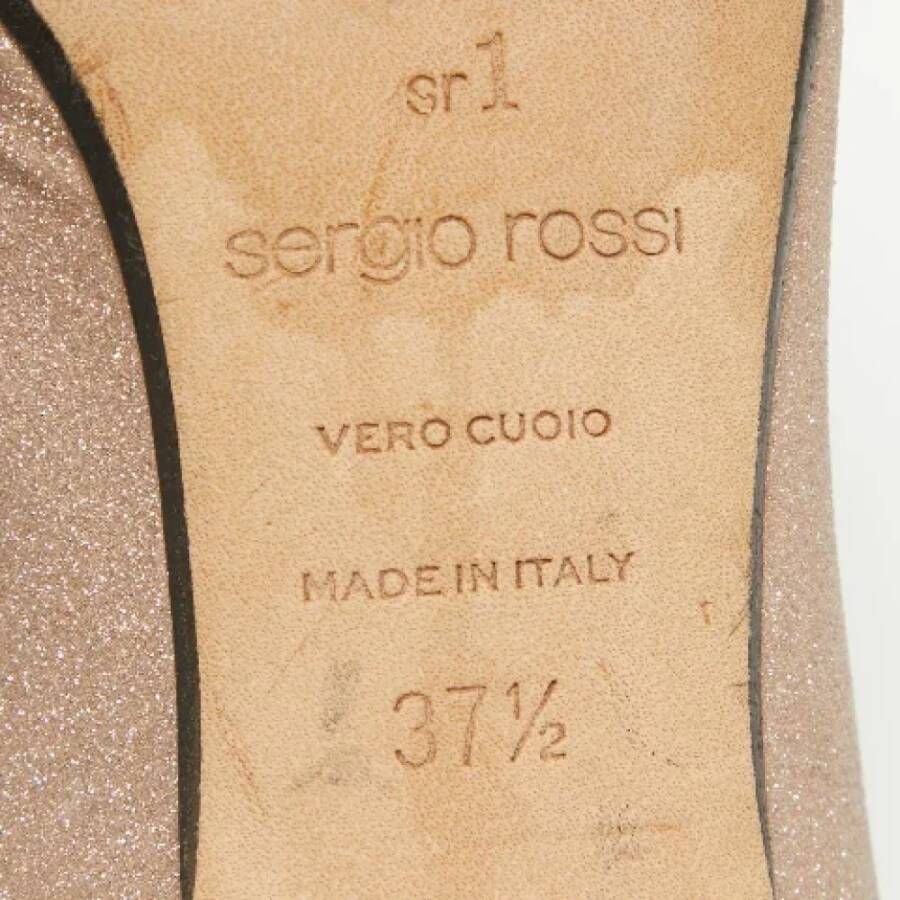 sr1
sergio rossi
VERO CUOIO
MADE IN ITALY
37½